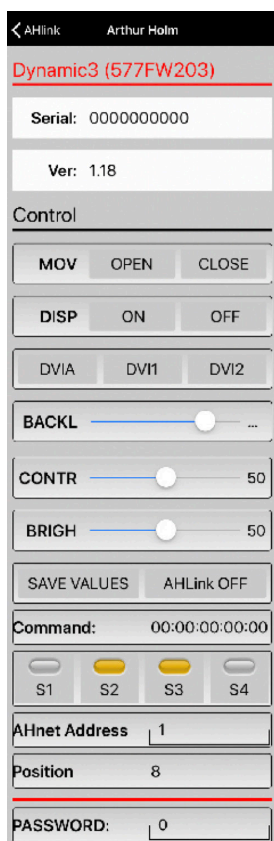 AHlink Arthur Holm
Dynamic3 (577FW203)
Serial: 0000000000
Ver: 1.18
Control
MOV OPEN CLOSE
DISP ON OFF
DVIA DVI1 DVI2
BACKL ...
CONTR 50
BRIGH 50
SAVE VALUES AHLink OFF
Command: 00:00:00:00:00
S1 S2 S3 S4
AHnet Address 1
Position 8
PASSWORD: 0